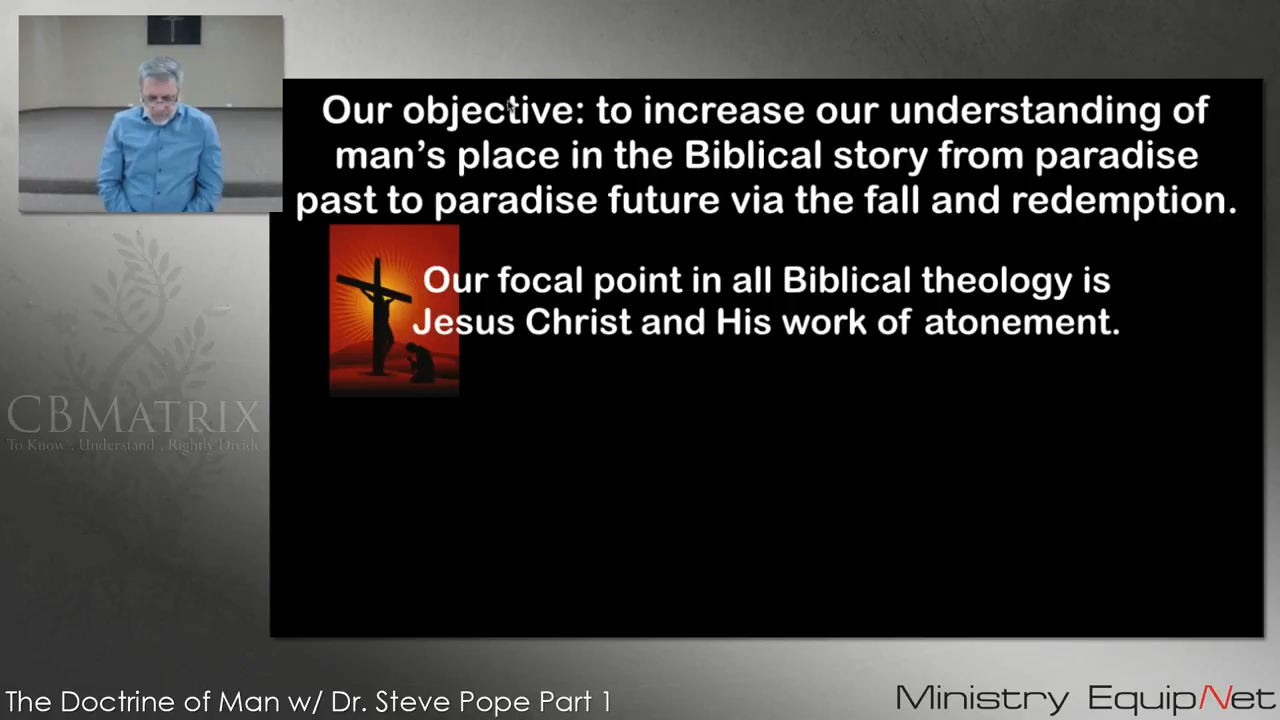 Our objective: to increase our understanding of
man's place in the Biblical story from paradise
past to paradise future via the fall and redemption.
Our focal point in all Biblical theology is
Jesus Christ and His work of atonement.
CBMATRIX
To Know . Understand . Rightly Divide
The Doctrine of Man w/ Dr. Steve Pope Part 1
Ministry EquipNet